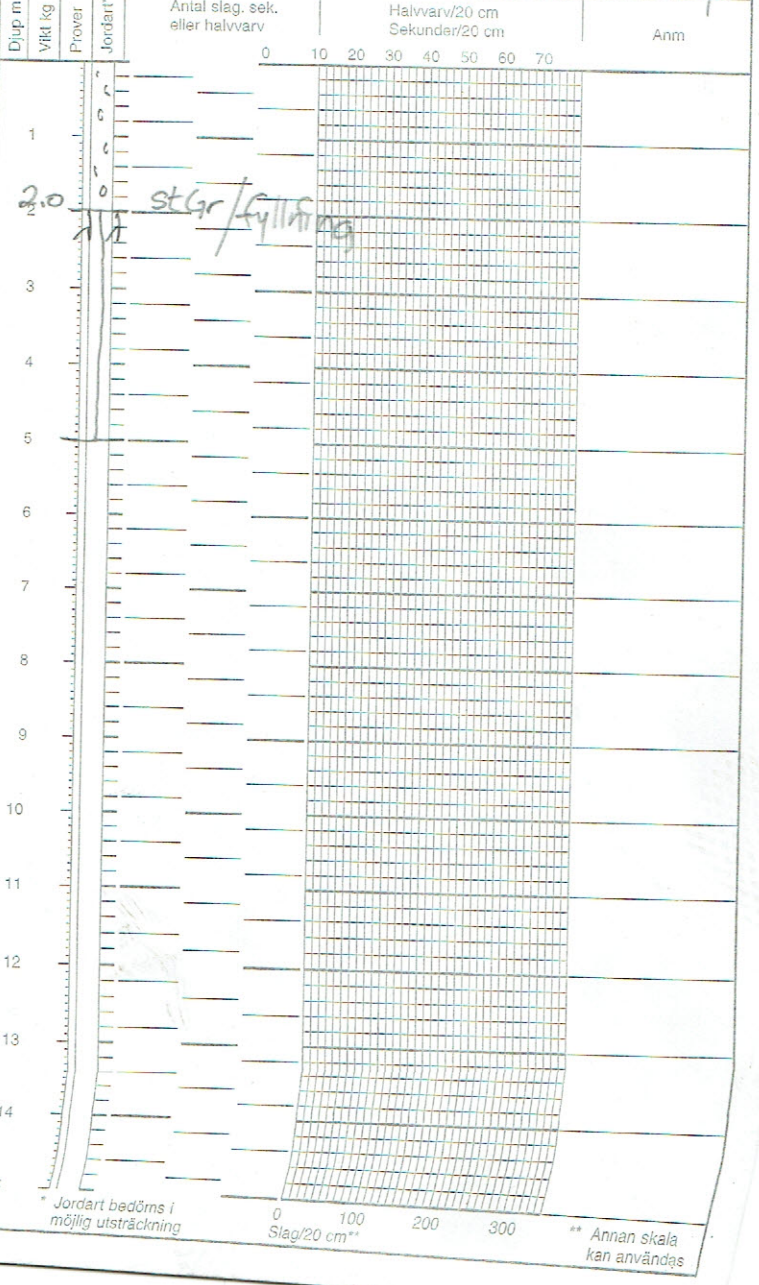 Djup m
Vikt kg
Prover
Jordart*
Antal slag. sek.
eller halvvarv
Halvvarv/20 cm
Sekunder/20 cm
Anm
0 10 20 30 40 50 60 70
1
2.0 stGr/fyllning
2
3
4
5
6
7
8
9
10
11
12
13
14
* Jordart bedöms i
möjlig utsträckning
0 100 200 300
Slag/20 cm**
** Annan skala
kan användas